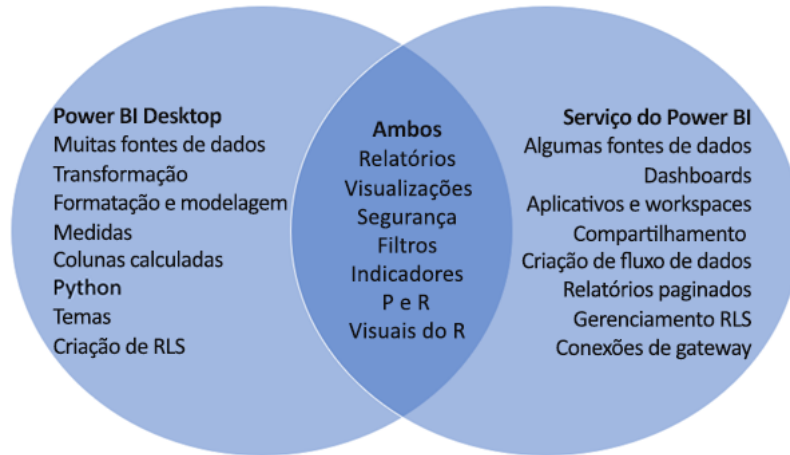 Power BI Desktop
Muitas fontes de dados
Transformação
Formatação e modelagem
Medidas
Colunas calculadas
Python
Temas
Criação de RLS
Ambos
Relatórios
Visualizações
Segurança
Filtros
Indicadores
P e R
Visuais do R
Serviço do Power BI
Algumas fontes de dados
Dashboards
Aplicativos e workspaces
Compartilhamento
Criação de fluxo de dados
Relatórios paginados
Gerenciamento RLS
Conexões de gateway